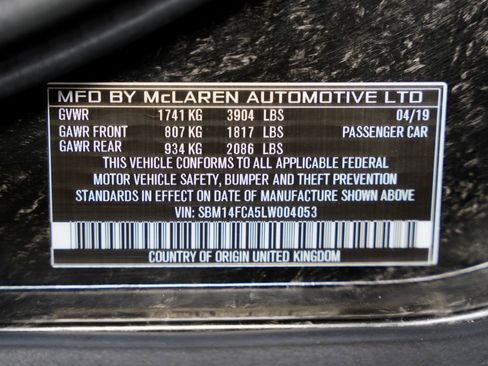 MFD BY McLAREN AUTOMOTIVE LTD
GVWR 1741 KG 3904 LBS 04/19
GAWR FRONT 807 KG 1817 LBS PASSENGER CAR
GAWR REAR 934 KG 2086 LBS
THIS VEHICLE CONFORMS TO ALL APPLICABLE FEDERAL
MOTOR VEHICLE SAFETY, BUMPER AND THEFT PREVENTION
STANDARDS IN EFFECT ON DATE OF MANUFACTURE SHOWN ABOVE
VIN: SBM14FCA5LW004053
COUNTRY OF ORIGIN UNITED KINGDOM